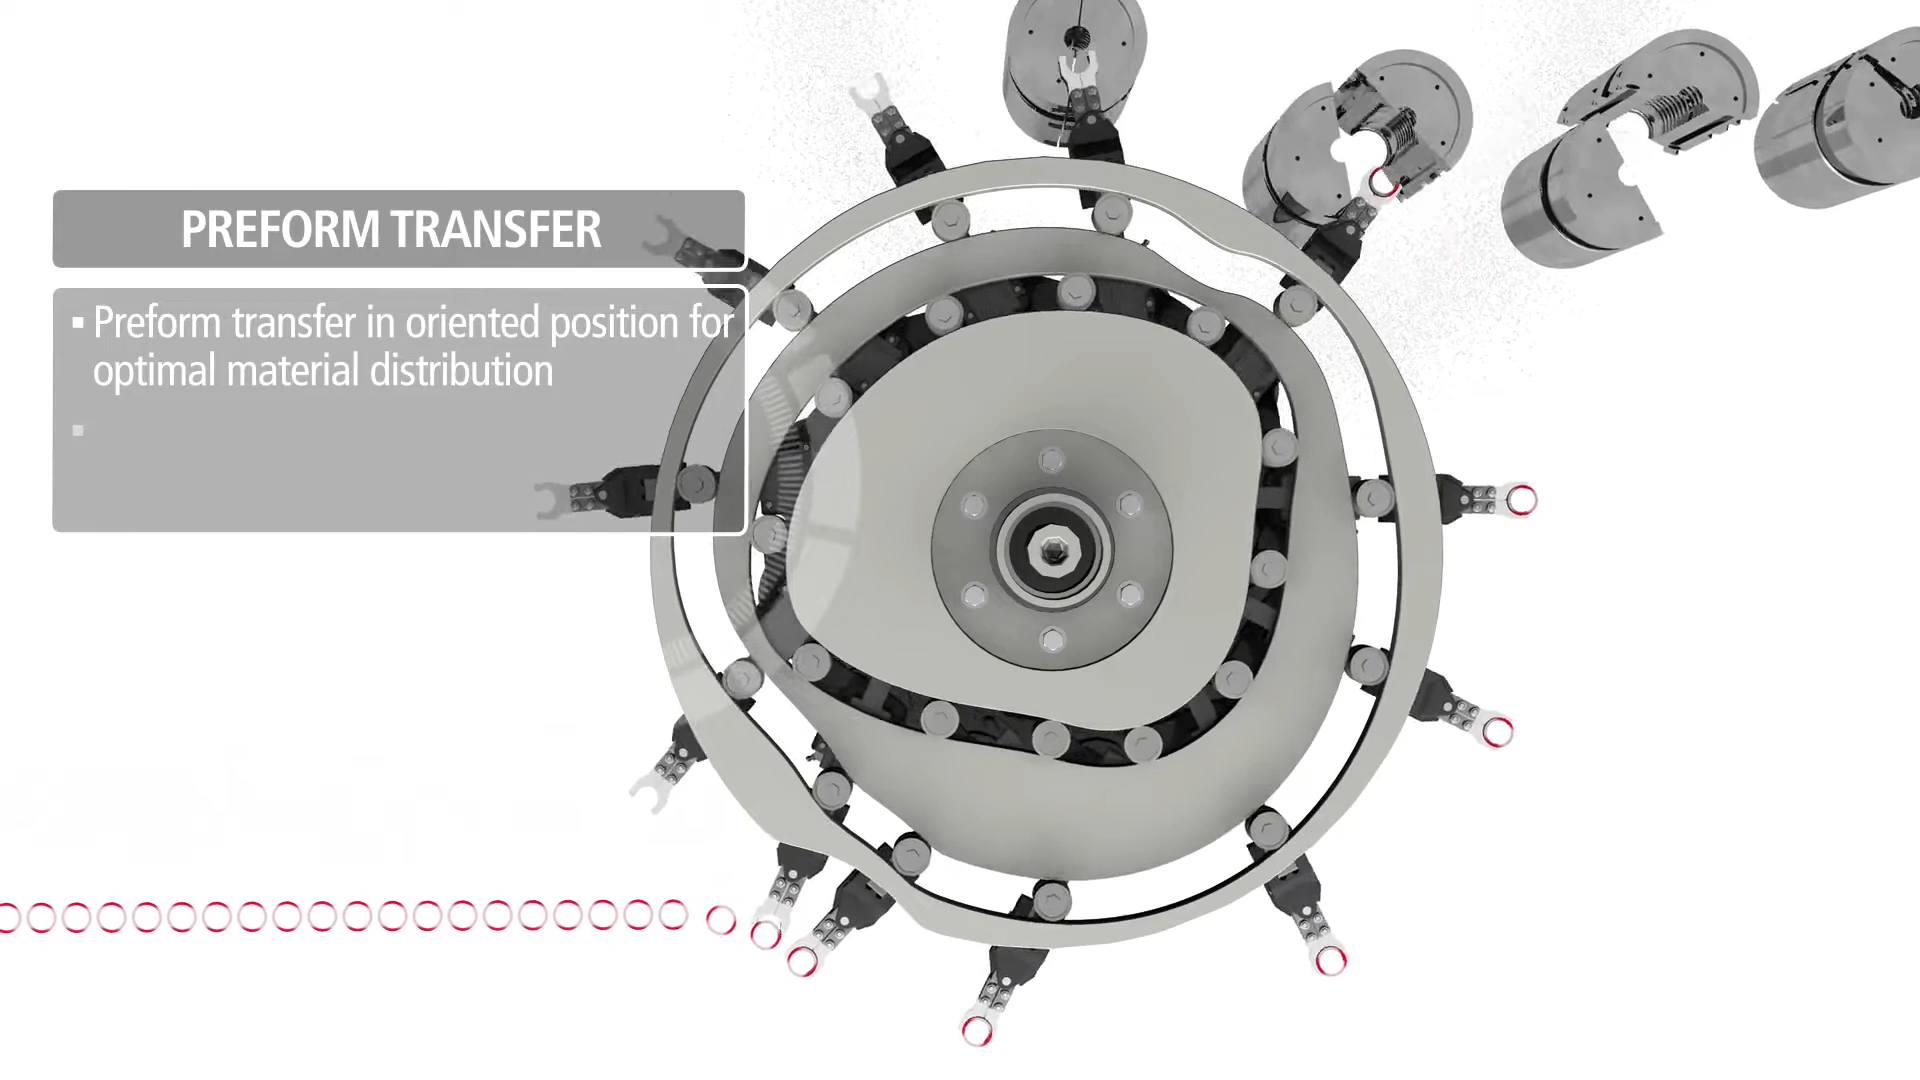 PREFORM TRANSFER
▪ Preform transfer in oriented position for
optimal material distribution
▪